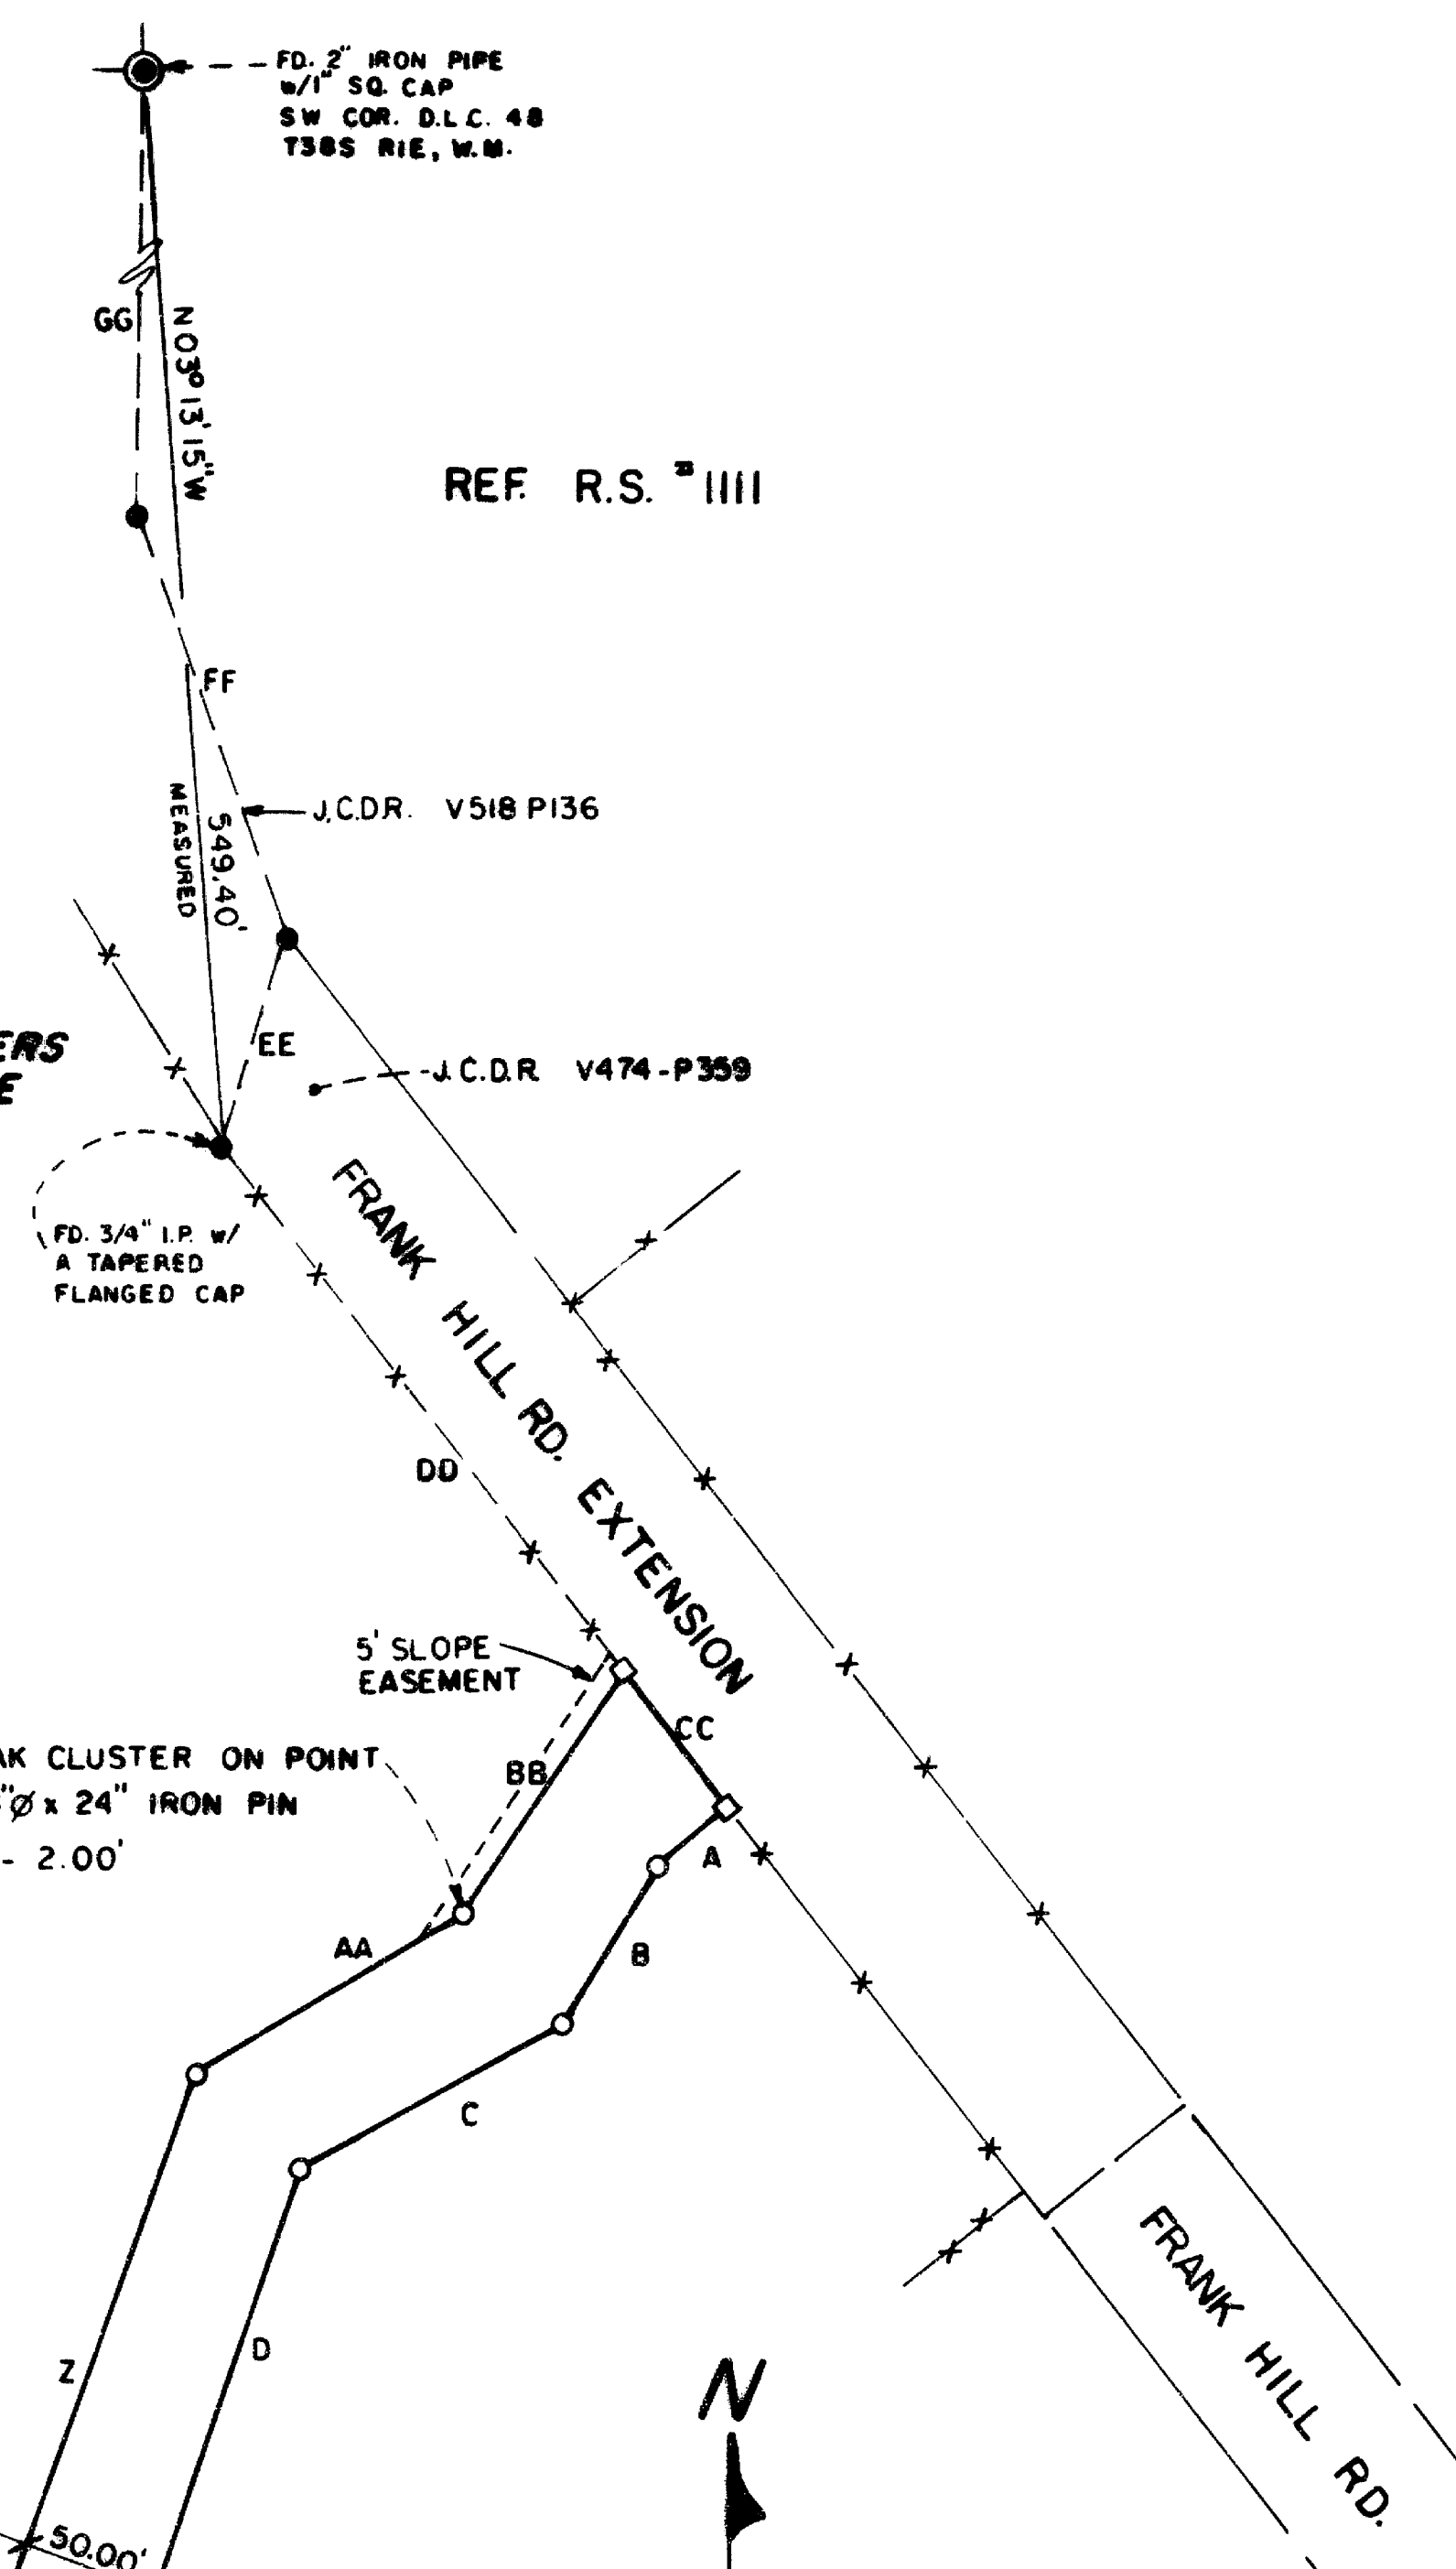 FD. 2" IRON PIPE
w/1" SQ. CAP
SW COR. D.L.C. 48
T38S R1E, W.M.
GG
N03°13'15"W
REF. R.S. #1111
FF
J.C.D.R. V518 P136
549.40'
MEASURED
EE
J.C.D.R V474-P359
FD. 3/4" I.P. w/
A TAPERED
FLANGED CAP
FRANK HILL RD. EXTENSION
DD
5' SLOPE
EASEMENT
CC
CLUSTER ON POINT
BB
"Ø x 24" IRON PIN
- 2.00'
A
AA
B
C
D
Z
FRANK HILL RD.
N
50.00'